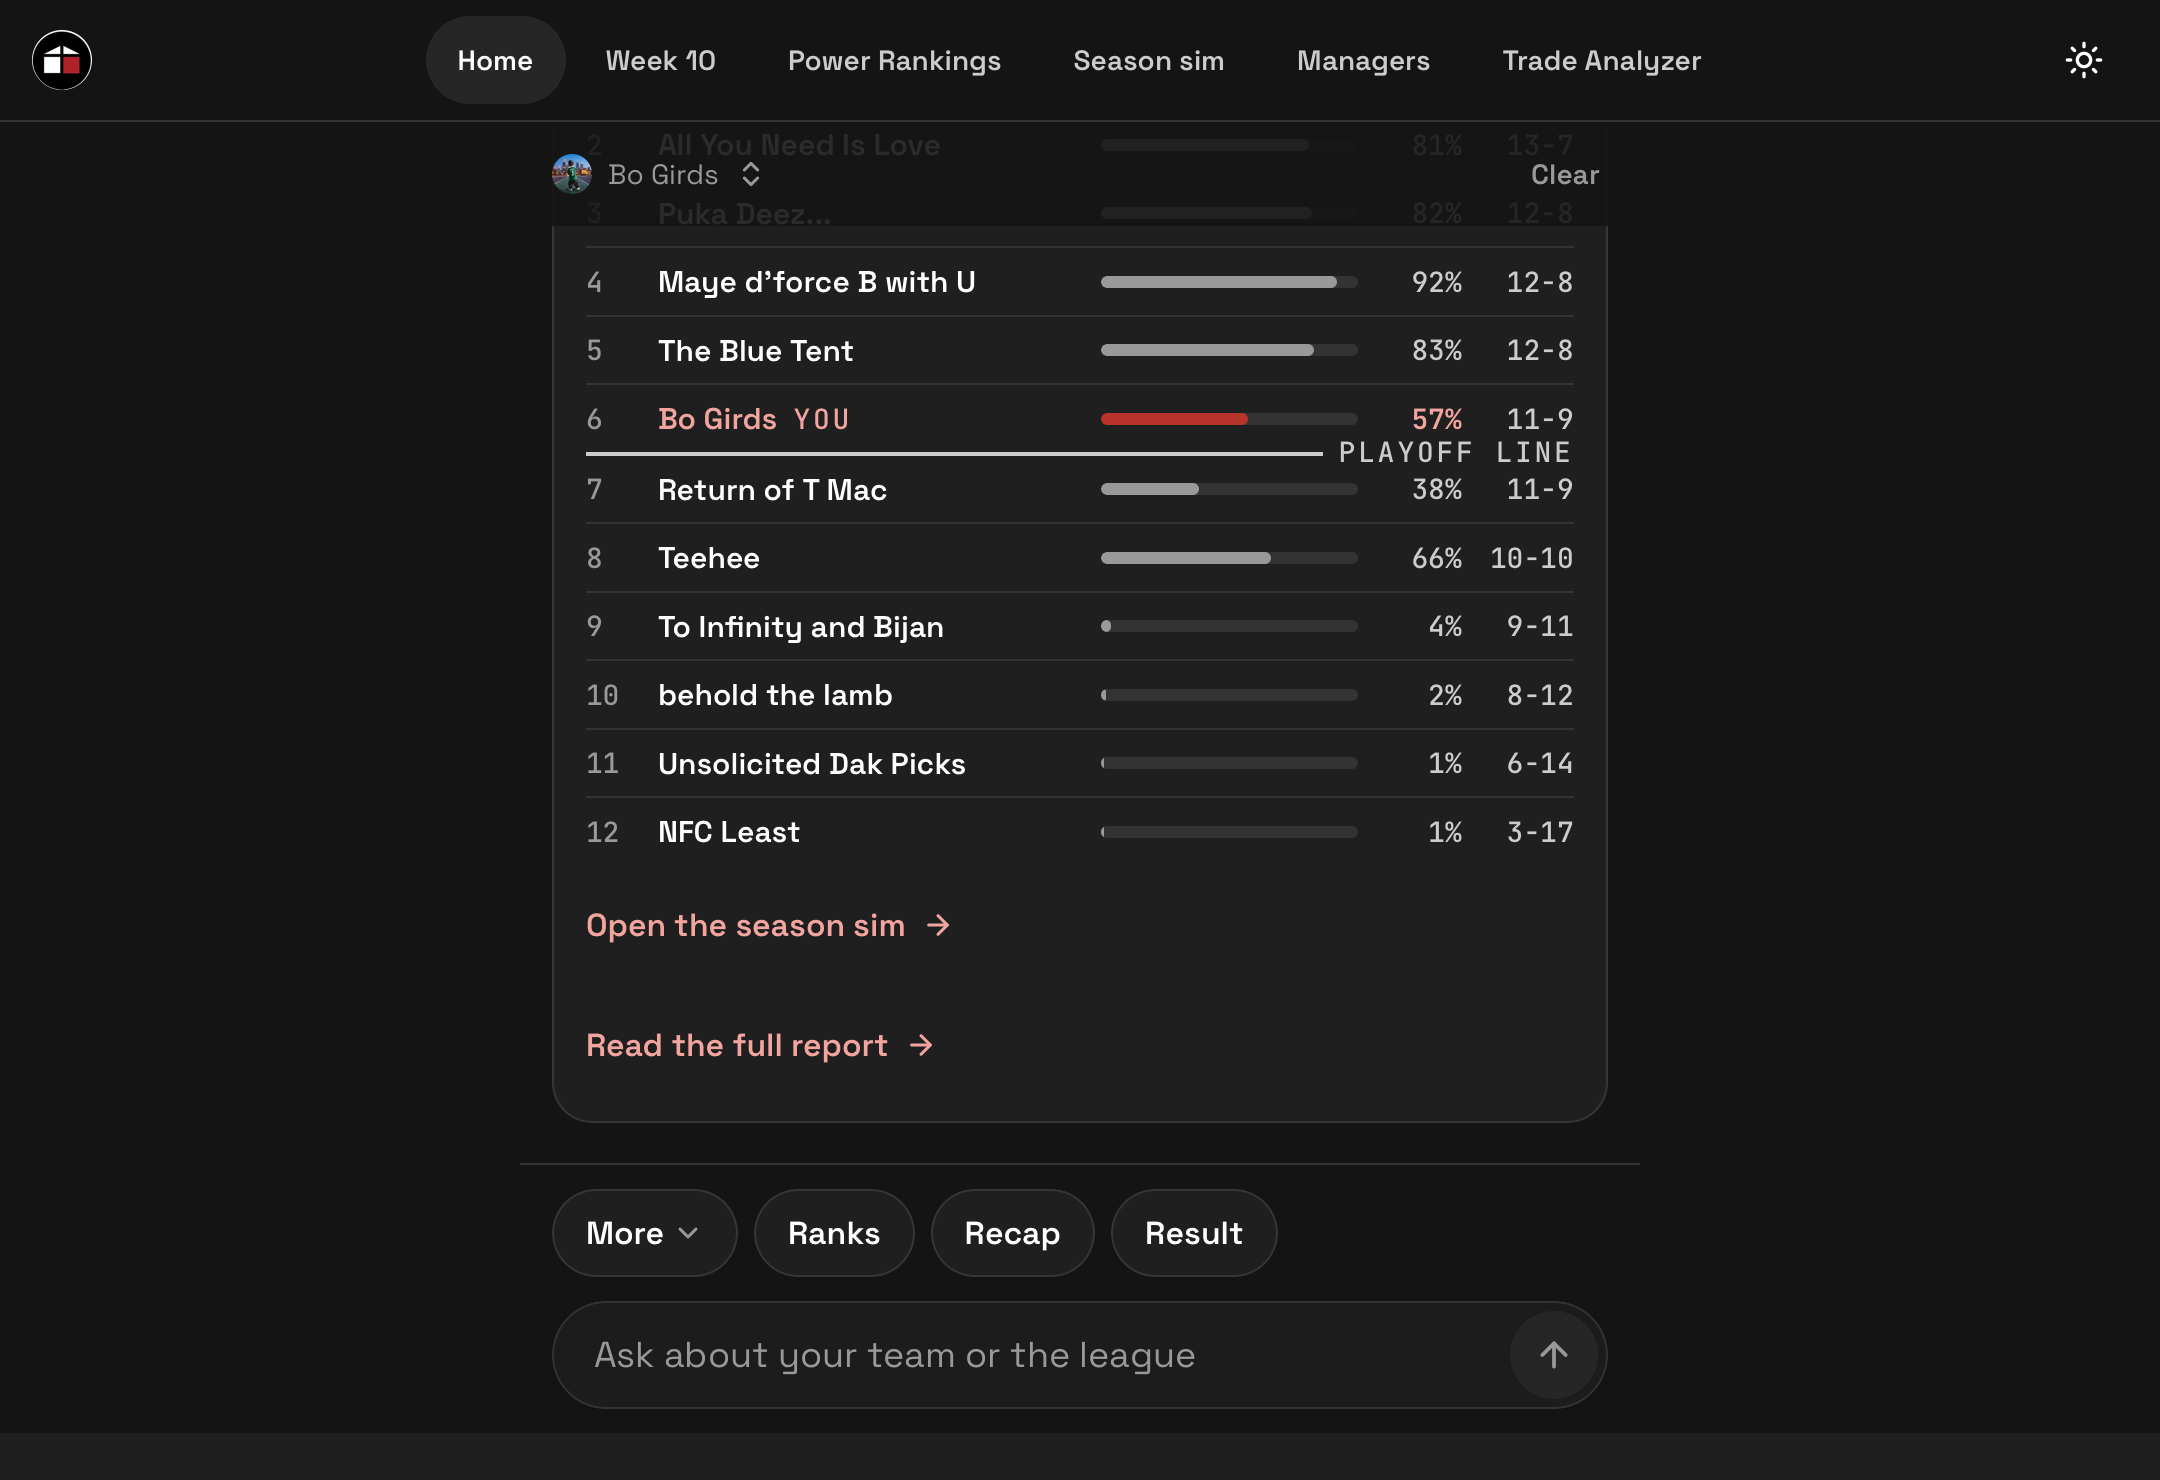 Home Week 10 Power Rankings Season sim Managers Trade Analyzer
2 All You Need Is Love 81% 13-7
Bo Girds Clear
3 Puka Deez... 82% 12-8
4 Maye d'force B with U 92% 12-8
5 The Blue Tent 83% 12-8
6 Bo Girds YOU 57% 11-9
PLAYOFF LINE
7 Return of T Mac 38% 11-9
8 Teehee 66% 10-10
9 To Infinity and Bijan 4% 9-11
10 behold the lamb 2% 8-12
11 Unsolicited Dak Picks 1% 6-14
12 NFC Least 1% 3-17
Open the season sim →
Read the full report →
More Ranks Recap Result
Ask about your team or the league